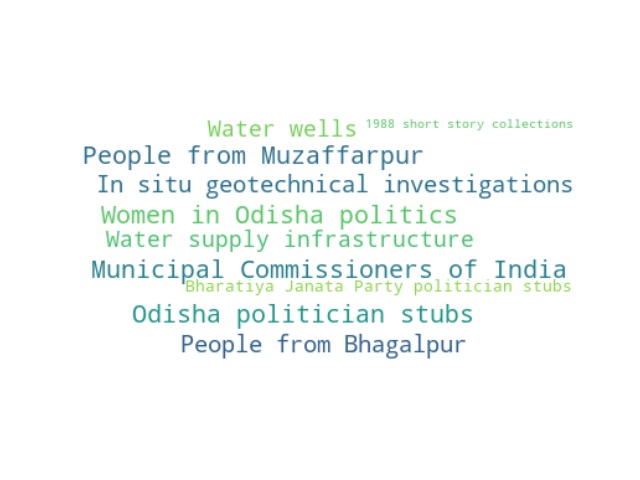 Water wells 1988 short story collections
People from Muzaffarpur
In situ geotechnical investigations
Women in Odisha politics
Water supply infrastructure
Municipal Commissioners of India
Bharatiya Janata Party politician stubs
Odisha politician stubs
People from Bhagalpur